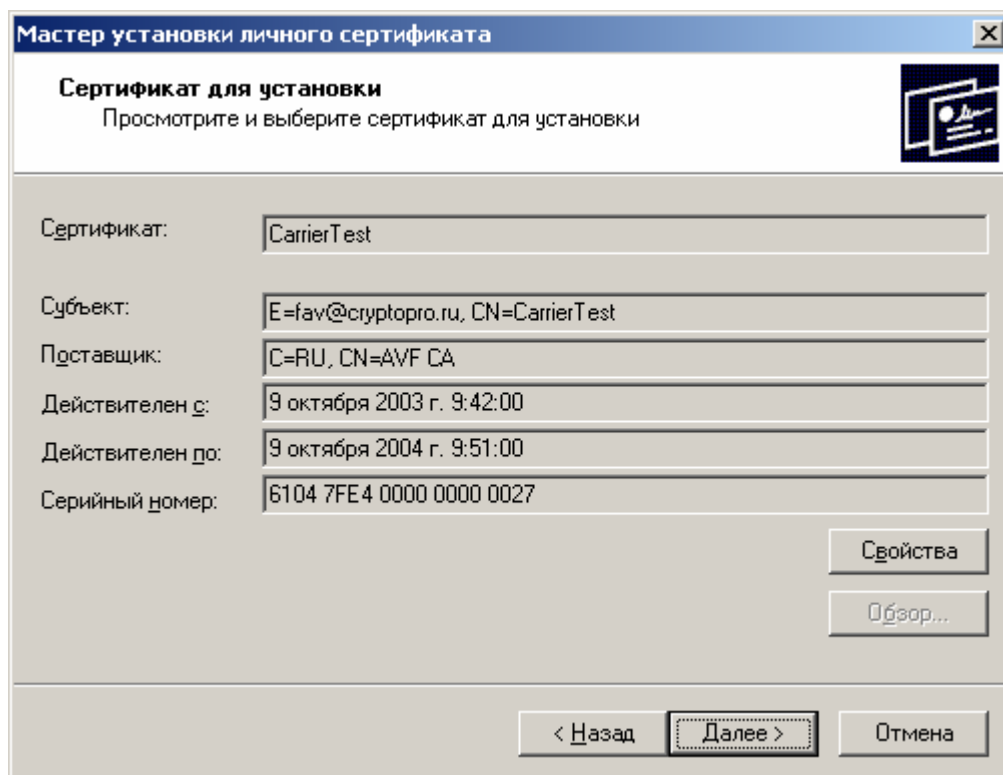 Мастер установки личного сертификата
Сертификат для установки
Просмотрите и выберите сертификат для установки
Сертификат:
CarrierTest
Субъект:
E=fav@cryptopro.ru, CN=CarrierTest
Поставщик:
C=RU, CN=AVF CA
Действителен с:
9 октября 2003 г. 9:42:00
Действителен по:
9 октября 2004 г. 9:51:00
Серийный номер:
6104 7FE4 0000 0000 0027
Свойства
Обзор...
< Назад
Далее >
Отмена